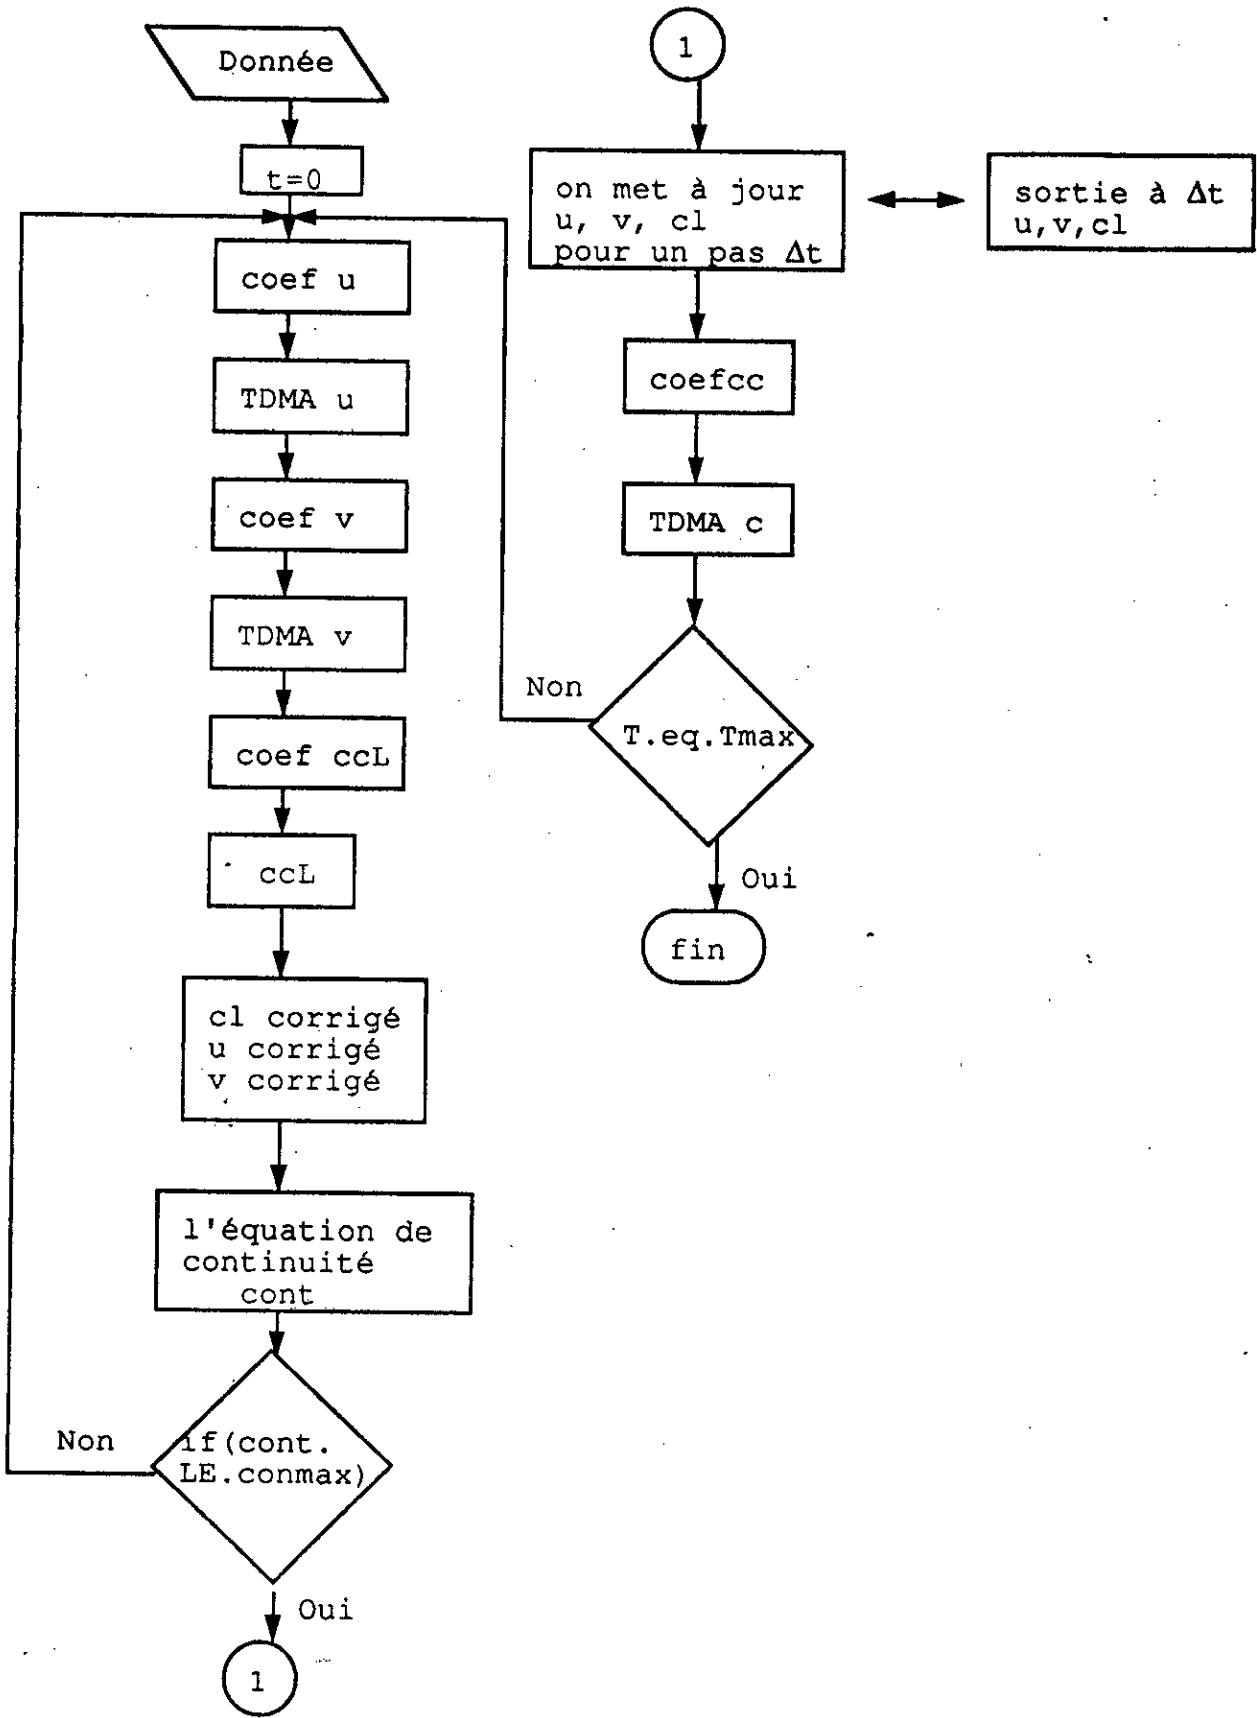 Donnée
t=0
coef u
TDMA u
coef v
TDMA v
coef ccL
ccL
cl corrigé
u corrigé
v corrigé
l'équation de
continuité
cont
Non
if(cont.
LE.conmax)
Oui
1
1
on met à jour
u, v, cl
pour un pas Δt
sortie à Δt
u,v,cl
coefcc
TDMA c
Non
T.eq.Tmax
Oui
fin